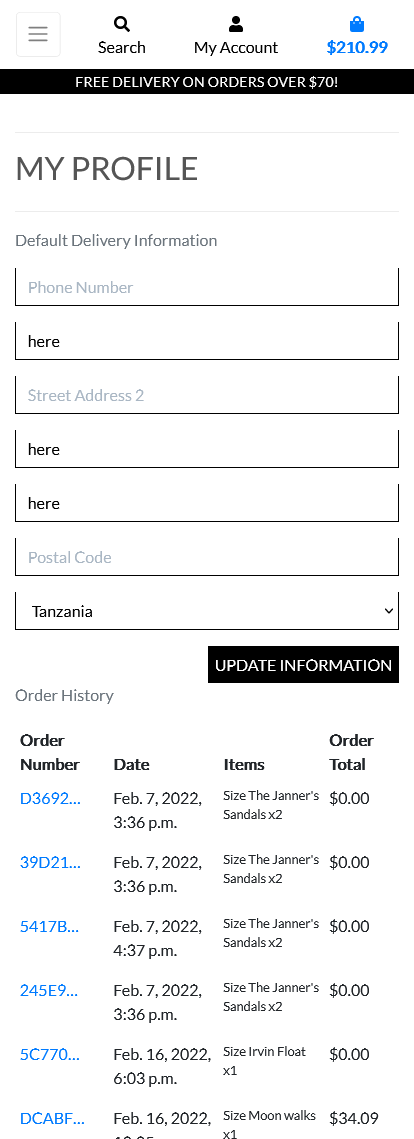 Search My Account $210.99
FREE DELIVERY ON ORDERS OVER $70!
MY PROFILE
Default Delivery Information
Phone Number
here
Street Address 2
here
here
Postal Code
Tanzania
UPDATE INFORMATION
Order History
Order Number Date Items Order Total
D3692... Feb. 7, 2022, 3:36 p.m. Size The Janner's Sandals x2 $0.00
39D21... Feb. 7, 2022, 3:36 p.m. Size The Janner's Sandals x2 $0.00
5417B... Feb. 7, 2022, 4:37 p.m. Size The Janner's Sandals x2 $0.00
245E9... Feb. 7, 2022, 3:36 p.m. Size The Janner's Sandals x2 $0.00
5C770... Feb. 16, 2022, 6:03 p.m. Size Irvin Float x1 $0.00
DCABF... Feb. 16, 2022, Size Moon walks x1 $34.09